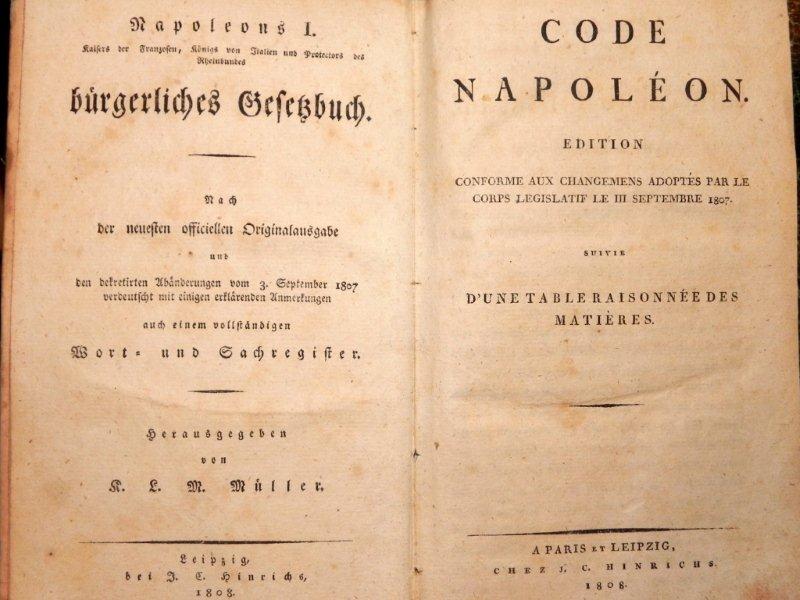 Napoleons I.
Kaisers der Franzosen, Königs von Italien und Protectors des
Rheinbundes
bürgerliches Gesetzbuch.
Nach
der neuesten officiellen Originalausgabe
und
den dekretirten Abänderungen vom 3. September 1807
verdeutscht mit einigen erklärenden Anmerkungen
auch einem vollständigen
Wort- und Sachregister.
Herausgegeben
von
K. L. M. Müller.
Leipzig,
bei J. C. Hinrichs,
1808.
CODE
NAPOLÉON.
EDITION
CONFORME AUX CHANGEMENS ADOPTÉS PAR LE
CORPS LEGISLATIF LE III SEPTEMBRE 1807.
SUIVIE
D'UNE TABLE RAISONNÉE DES
MATIÈRES.
A PARIS ET LEIPZIG,
CHEZ J. C. HINRICHS.
1808.